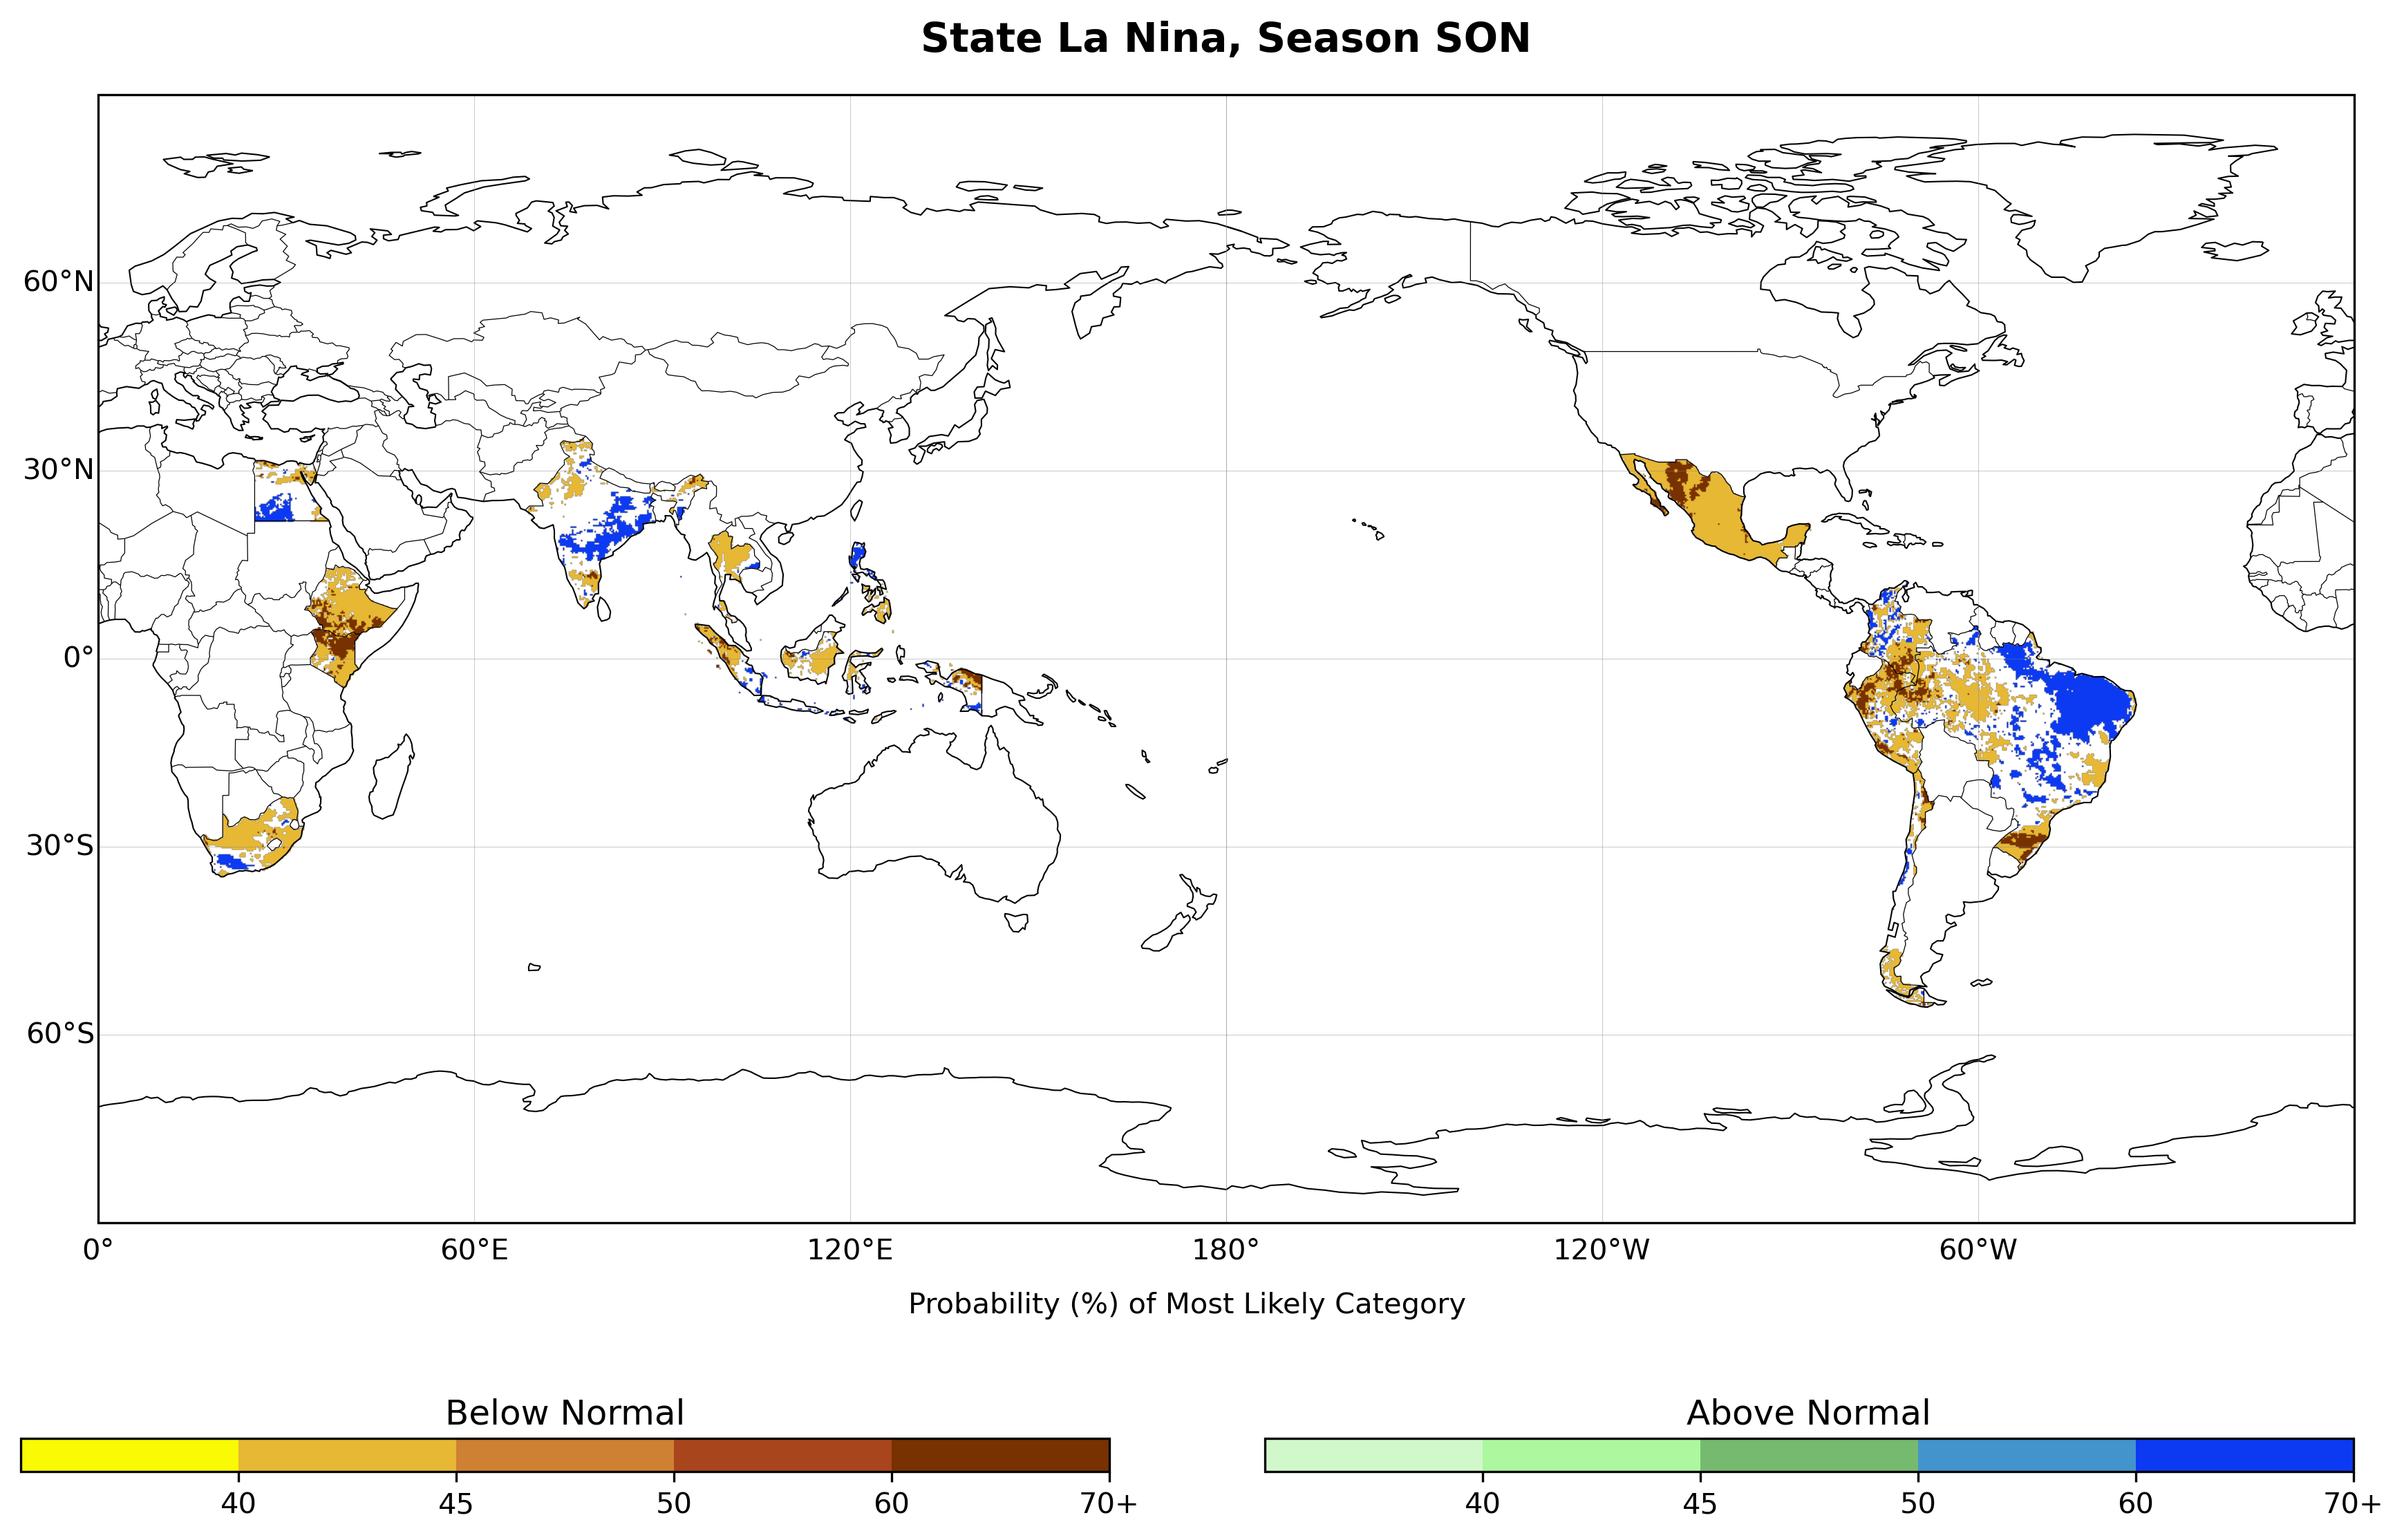 State La Nina, Season SON
60°N
30°N
0°
30°S
60°S
0° 60°E 120°E 180° 120°W 60°W
Probability (%) of Most Likely Category
Below Normal Above Normal
40 45 50 60 70+ 40 45 50 60 70+